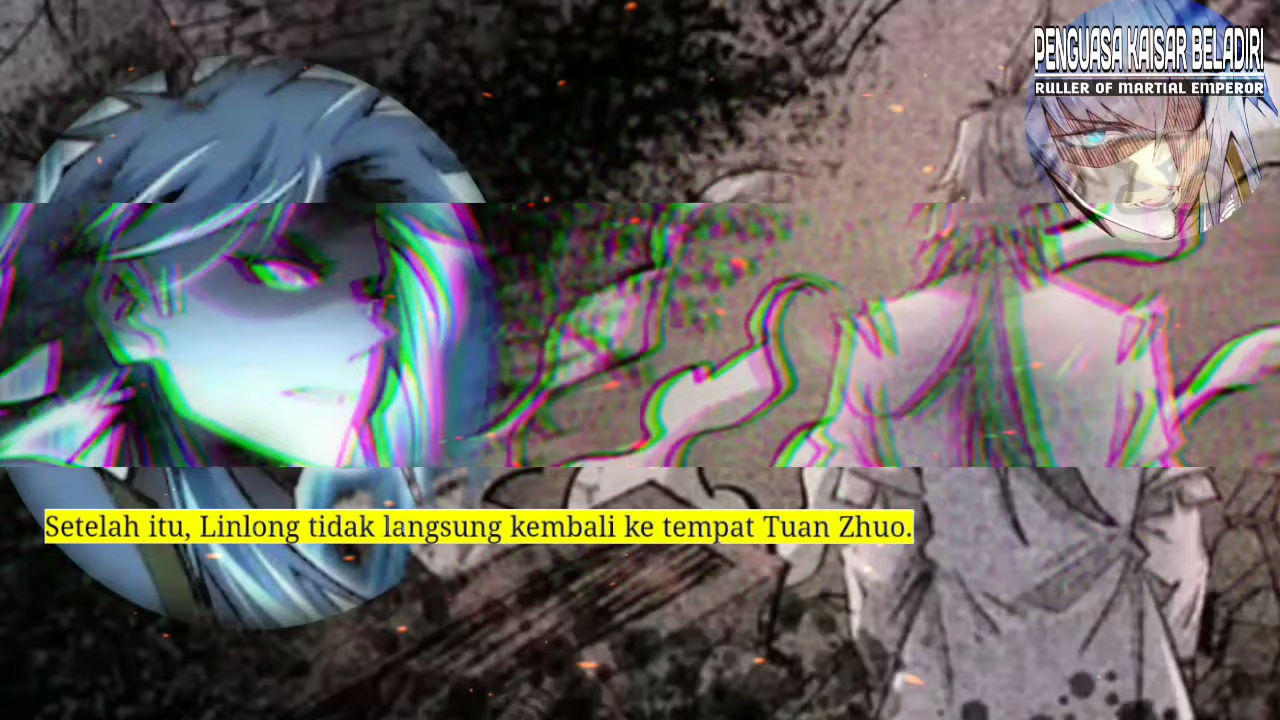 PENGUASA KAISAR BELADIRI
RULLER OF MARTIAL EMPEROR
Setelah itu, Linlong tidak langsung kembali ke tempat Tuan Zhuo.